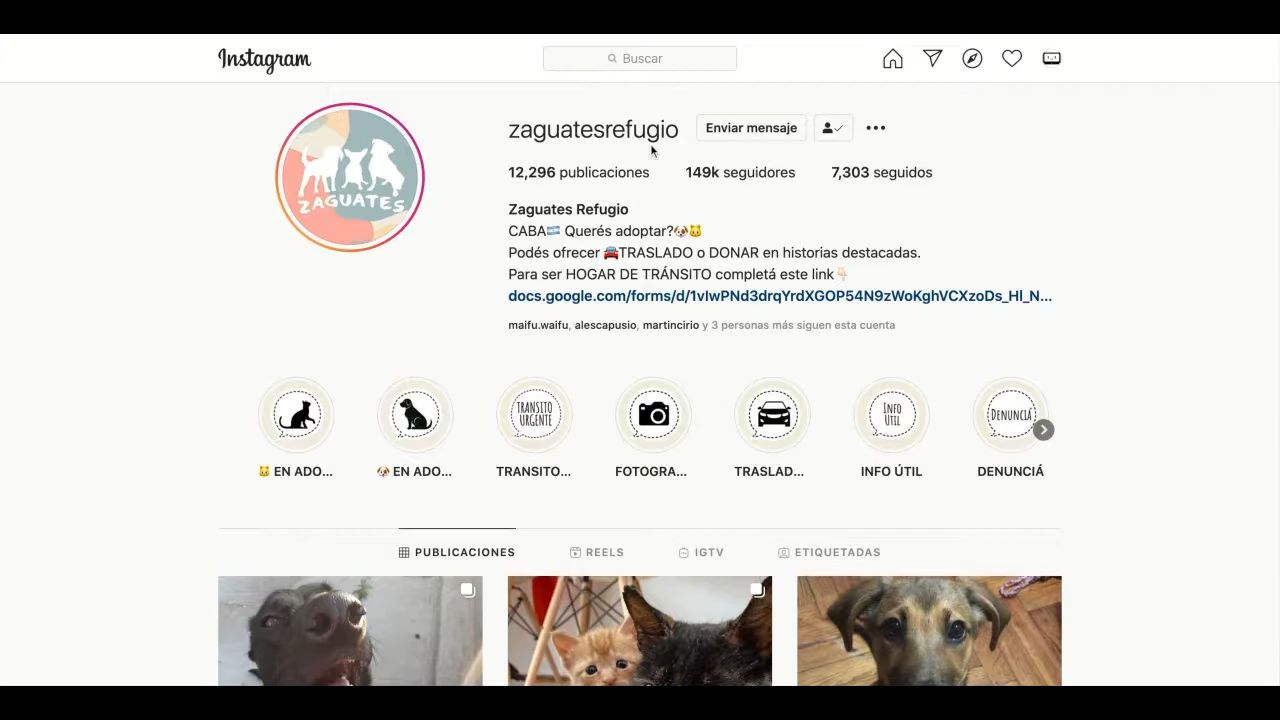 Instagram
Buscar
ZAGUATES
zaguatesrefugio
Enviar mensaje
12,296 publicaciones
149k seguidores
7,303 seguidos
Zaguates Refugio
CABA🇦🇷 Querés adoptar?🐶🐱
Podés ofrecer 🚘TRASLADO o DONAR en historias destacadas.
Para ser HOGAR DE TRÁNSITO completá este link👇🏻
docs.google.com/forms/d/1vIwPNd3drqYrdXGOP54N9zWoKghVCXzoDs_Hl_N...
maifu.waifu, alescapusio, martincirio y 3 personas más siguen esta cuenta
TRANSITO
URGENTE
INFO
UTIL
DENUNCIÁ
🐱 EN ADO...
🐶 EN ADO...
TRANSITO...
FOTOGRA...
TRASLAD...
INFO ÚTIL
DENUNCIÁ
PUBLICACIONES
REELS
IGTV
ETIQUETADAS